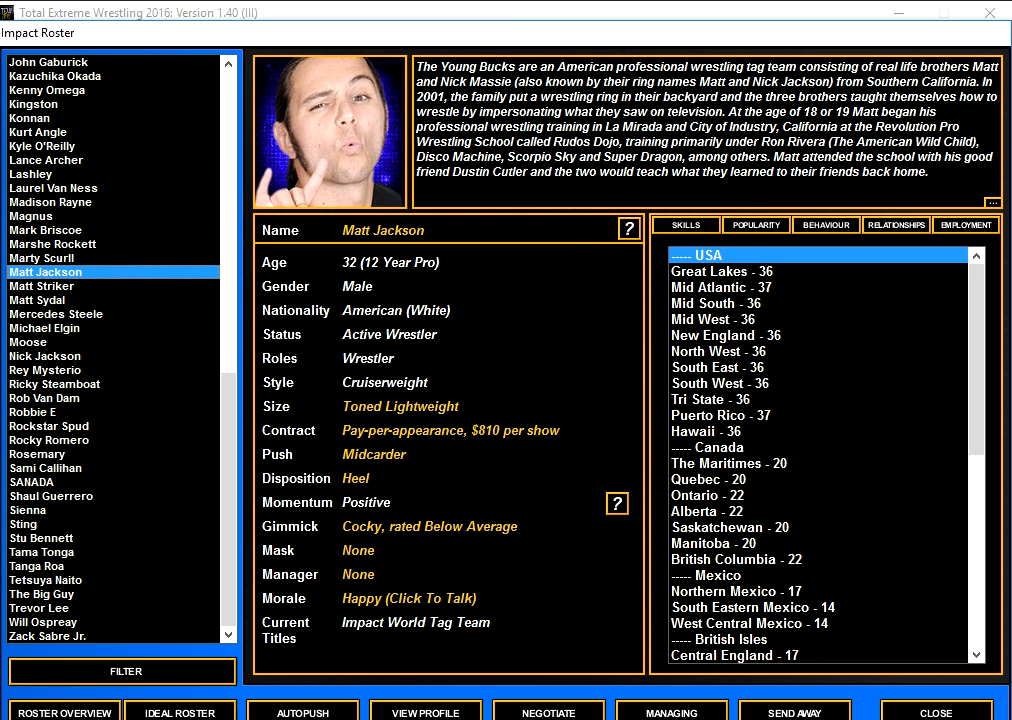 Total Extreme Wrestling 2016: Version 1.40 (III)
Impact Roster
John Gaburick
Kazuchika Okada
Kenny Omega
Kingston
Konnan
Kurt Angle
Kyle O'Reilly
Lance Archer
Lashley
Laurel Van Ness
Madison Rayne
Magnus
Mark Briscoe
Marshe Rockett
Marty Scurll
Matt Jackson
Matt Striker
Matt Sydal
Mercedes Steele
Michael Elgin
Moose
Nick Jackson
Rey Mysterio
Ricky Steamboat
Rob Van Dam
Robbie E
Rockstar Spud
Rocky Romero
Rosemary
Sami Callihan
SANADA
Shaul Guerrero
Sienna
Sting
Stu Bennett
Tama Tonga
Tanga Roa
Tetsuya Naito
The Big Guy
Trevor Lee
Will Ospreay
Zack Sabre Jr.
FILTER
The Young Bucks are an American professional wrestling tag team consisting of real life brothers Matt
and Nick Massie (also known by their ring names Matt and Nick Jackson) from Southern California. In
2001, the family put a wrestling ring in their backyard and the three brothers taught themselves how to
wrestle by impersonating what they saw on television. At the age of 18 or 19 Matt began his
professional wrestling training in La Mirada and City of Industry, California at the Revolution Pro
Wrestling School called Rudos Dojo, training primarily under Ron Rivera (The American Wild Child),
Disco Machine, Scorpio Sky and Super Dragon, among others. Matt attended the school with his good
friend Dustin Cutler and the two would teach what they learned to their friends back home.
...
Name Matt Jackson ?
Age 32 (12 Year Pro)
Gender Male
Nationality American (White)
Status Active Wrestler
Roles Wrestler
Style Cruiserweight
Size Toned Lightweight
Contract Pay-per-appearance, $810 per show
Push Midcarder
Disposition Heel
Momentum Positive ?
Gimmick Cocky, rated Below Average
Mask None
Manager None
Morale Happy (Click To Talk)
Current Impact World Tag Team
Titles
SKILLS POPULARITY BEHAVIOUR RELATIONSHIPS EMPLOYMENT
----- USA
Great Lakes - 36
Mid Atlantic - 37
Mid South - 36
Mid West - 36
New England - 36
North West - 36
South East - 36
South West - 36
Tri State - 36
Puerto Rico - 37
Hawaii - 36
----- Canada
The Maritimes - 20
Quebec - 20
Ontario - 22
Alberta - 22
Saskatchewan - 20
Manitoba - 20
British Columbia - 22
----- Mexico
Northern Mexico - 17
South Eastern Mexico - 14
West Central Mexico - 14
----- British Isles
Central England - 17
ROSTER OVERVIEW IDEAL ROSTER AUTOPUSH VIEW PROFILE NEGOTIATE MANAGING SEND AWAY CLOSE